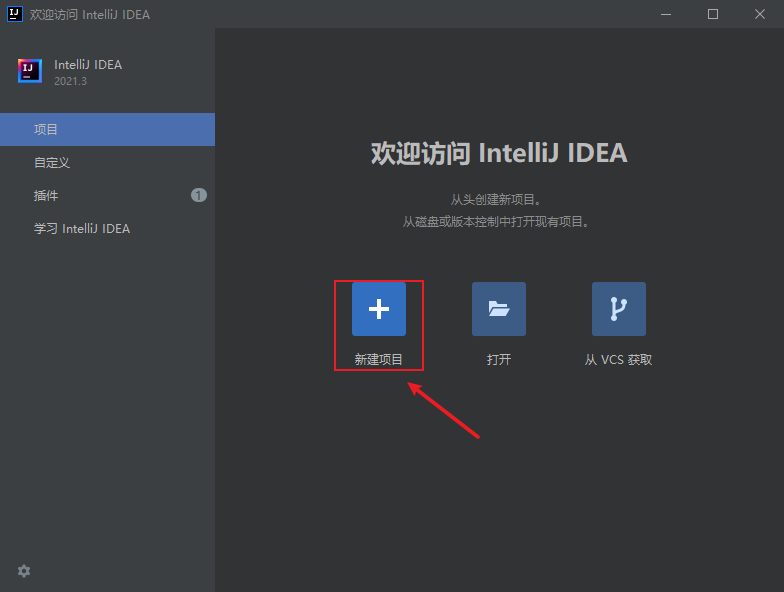 IJ 欢迎访问 IntelliJ IDEA
IJ
IntelliJ IDEA
2021.3
项目
自定义
插件 1
学习 IntelliJ IDEA
欢迎访问 IntelliJ IDEA
从头创建新项目。
从磁盘或版本控制中打开现有项目。
新建项目 打开 从 VCS 获取